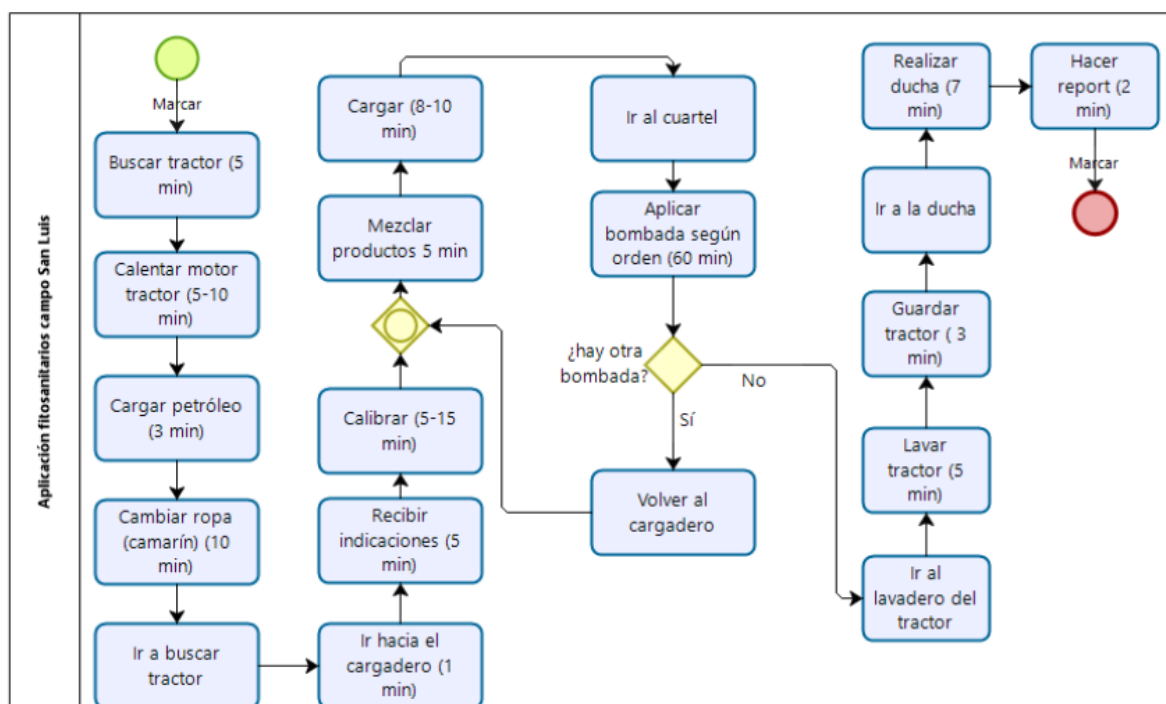 Aplicación fitosanitarios campo San Luis
Marcar
Buscar tractor (5
min)
Calentar motor
tractor (5-10
min)
Cargar petróleo
(3 min)
Cambiar ropa
(camarín) (10
min)
Ir a buscar
tractor
Ir hacia el
cargadero (1
min)
Recibir
indicaciones (5
min)
Calibrar (5-15
min)
Mezclar
productos 5 min
Cargar (8-10
min)
Ir al cuartel
Aplicar
bombada según
orden (60 min)
¿hay otra
bombada?
No
Sí
Volver al
cargadero
Ir al
lavadero del
tractor
Lavar
tractor (5
min)
Guardar
tractor ( 3
min)
Ir a la ducha
Realizar
ducha (7
min)
Hacer
report (2
min)
Marcar